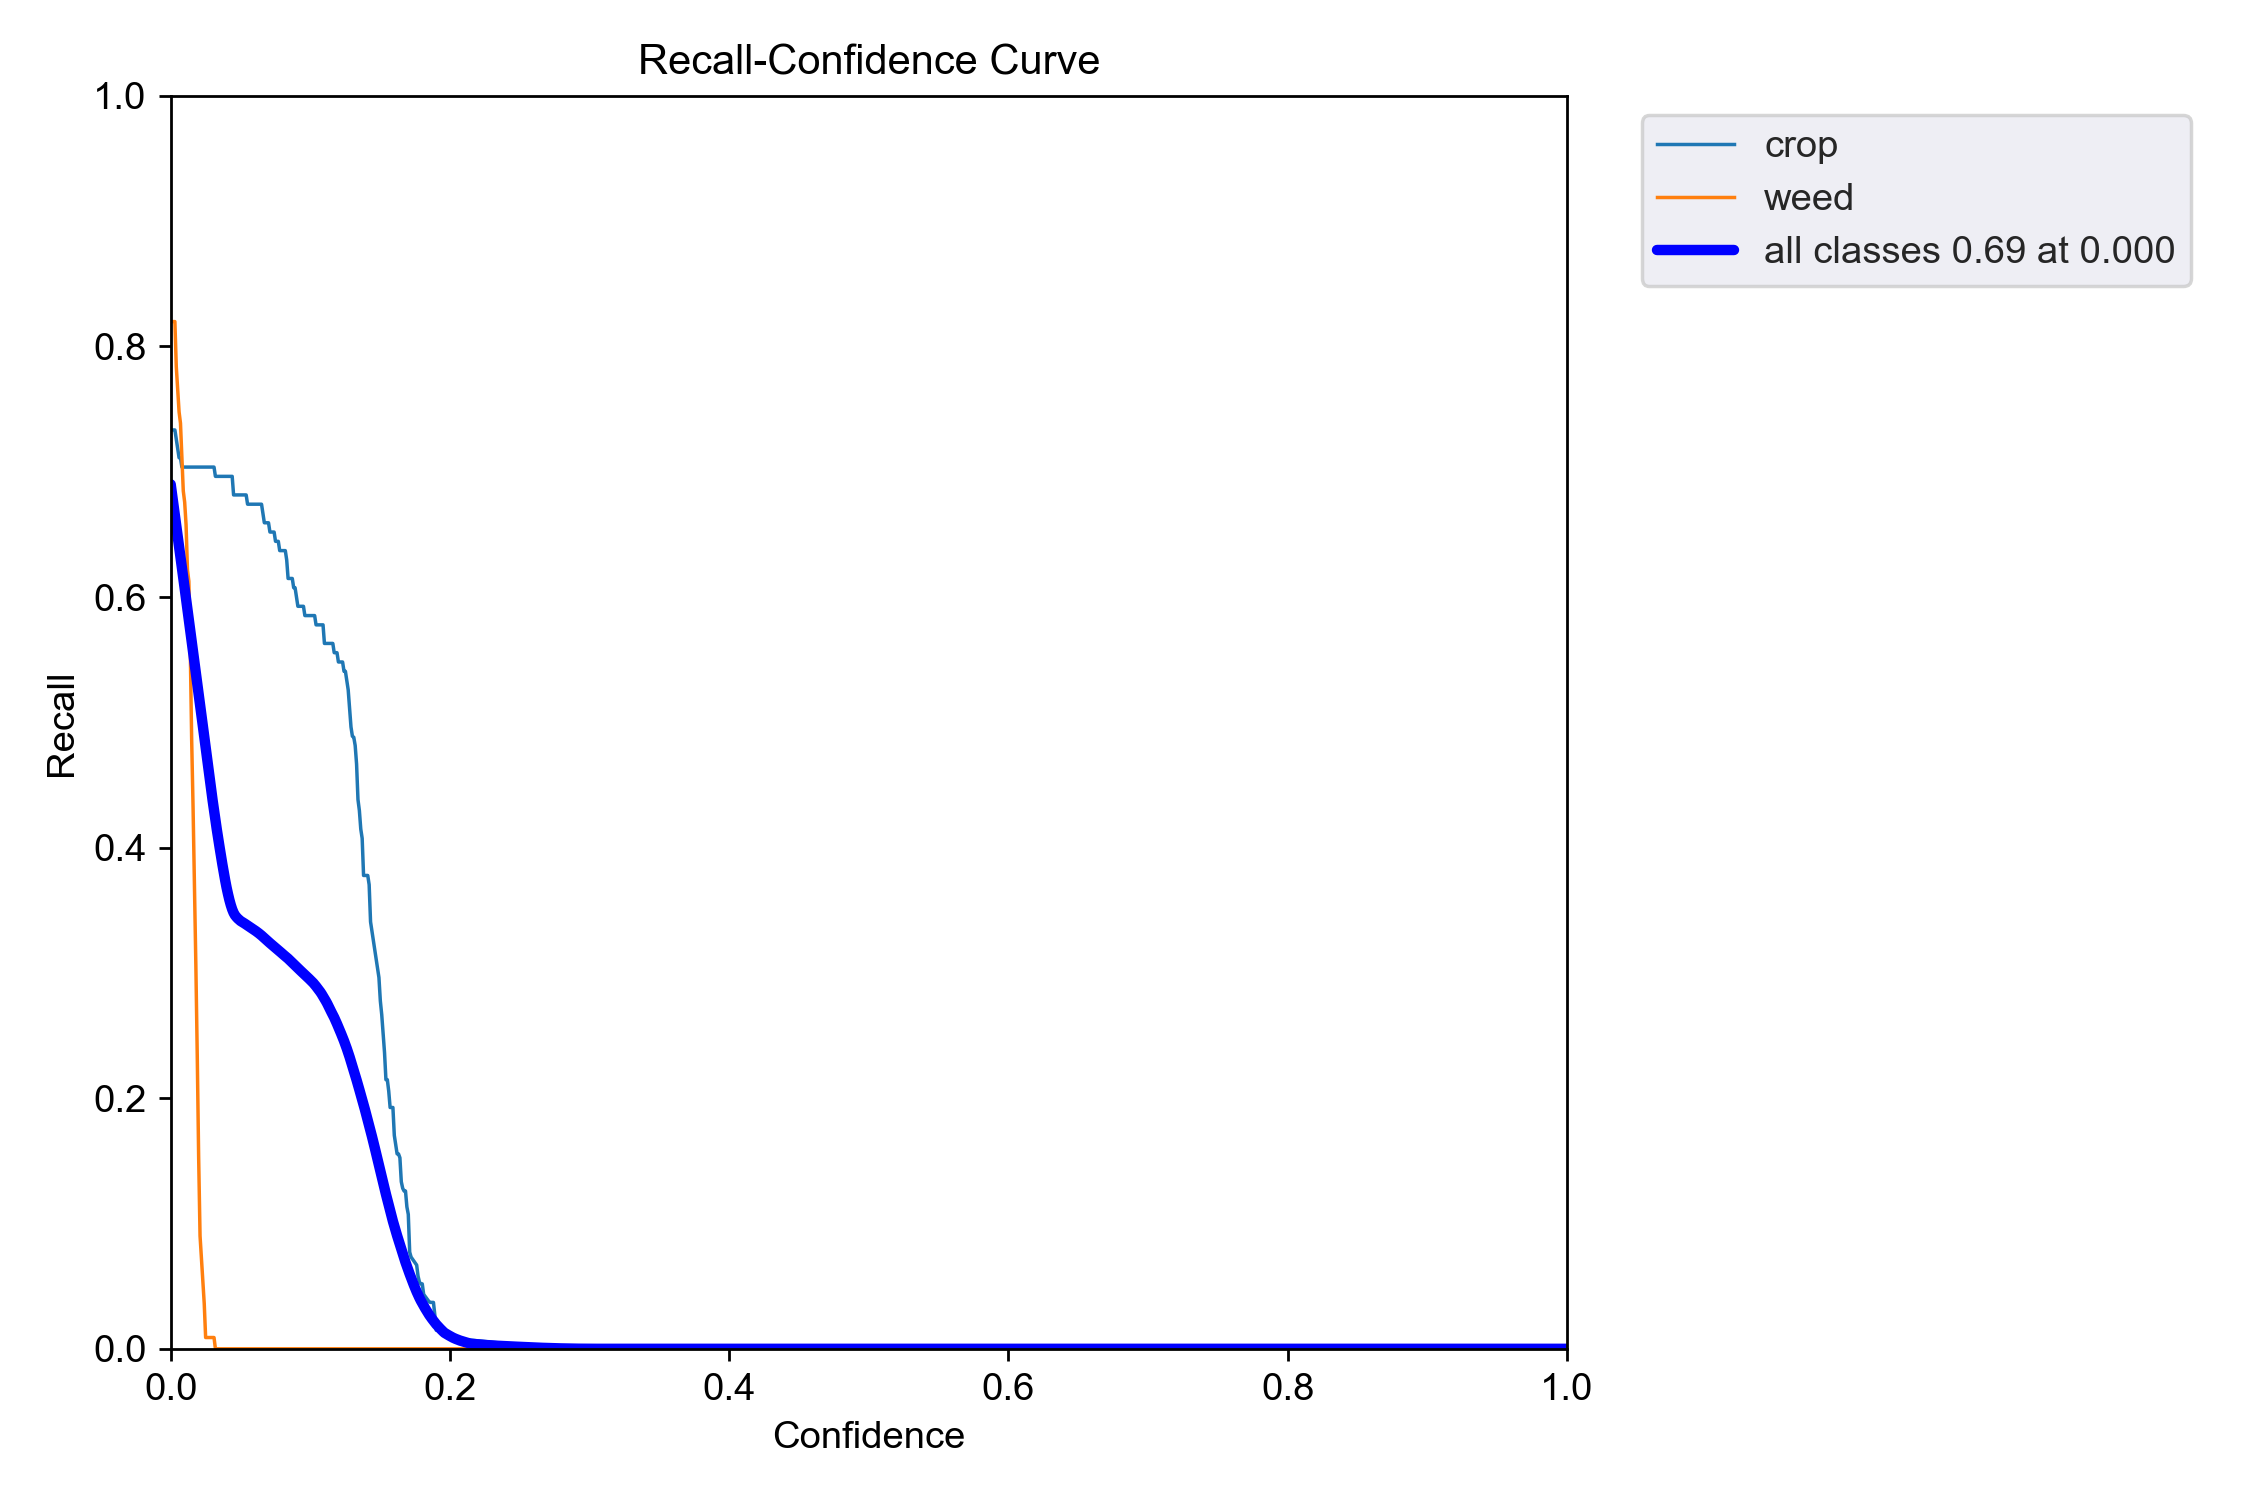 Recall-Confidence Curve
1.0
0.8
0.6
0.4
0.2
0.0
Recall
0.0 0.2 0.4 0.6 0.8 1.0
Confidence
crop
weed
all classes 0.69 at 0.000